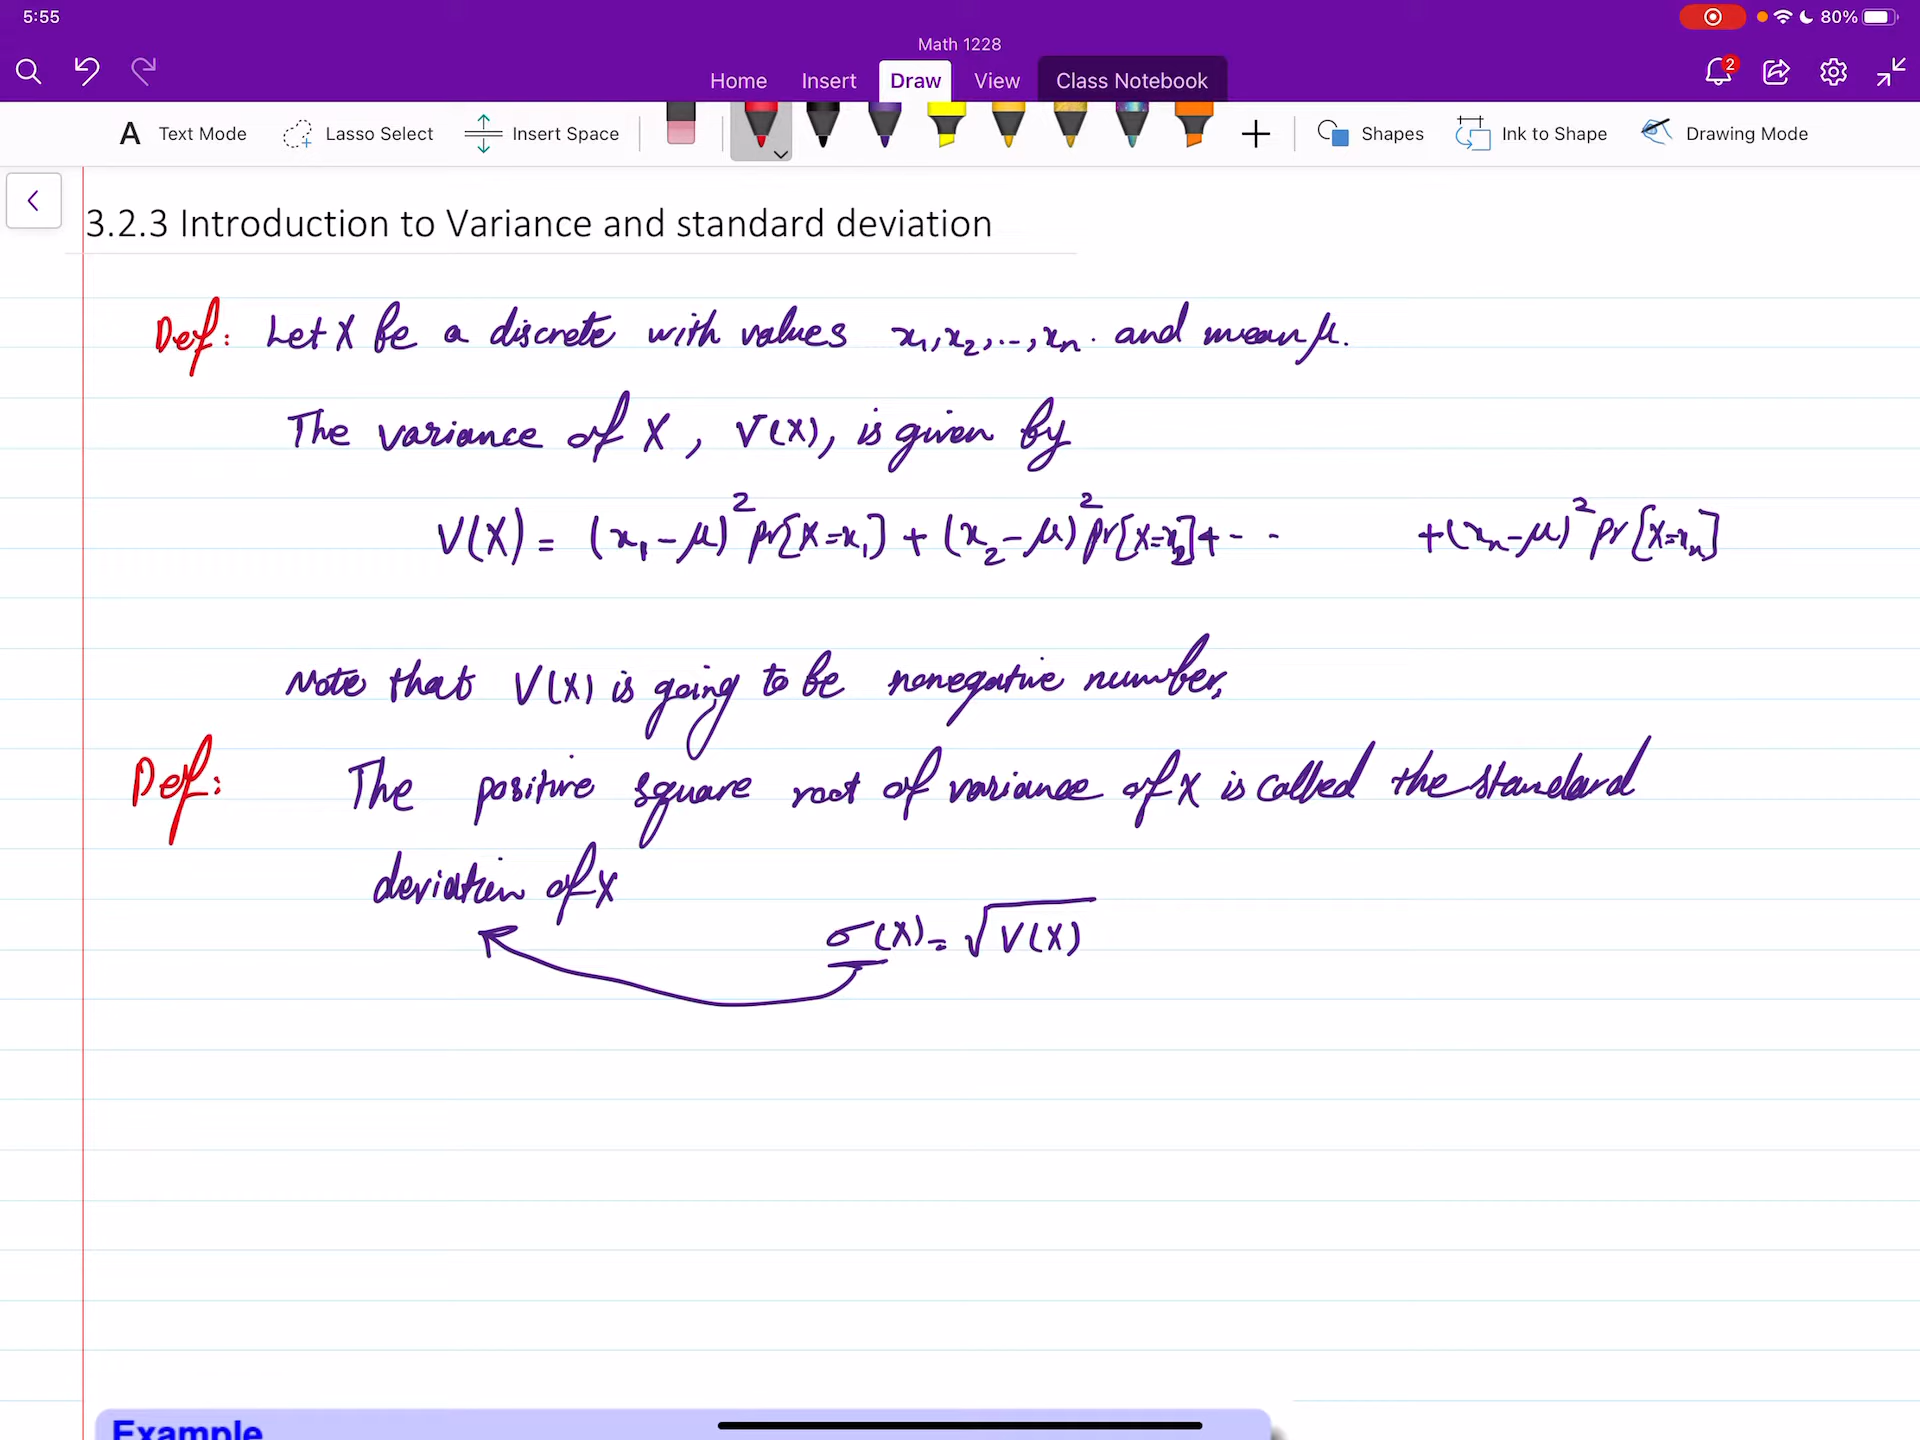 5:55
80%
Math 1228
2
Home Insert Draw View Class Notebook
A Text Mode Lasso Select Insert Space Shapes Ink to Shape Drawing Mode
3.2.3 Introduction to Variance and standard deviation
Def: Let X be a discrete with values x₁,x₂,..,xₙ. and mean μ.
The variance of X, V(X), is given by
V(X) = (x₁-μ)² pr[X=x₁] + (x₂-μ)² pr[X=x₂] + - - +(xₙ-μ)² pr[X=xₙ]
Note that V(X) is going to be nonegative number,
Def: The positive square root of variance of X is called the standard
deviation of X
σ(X) = √V(X)
Example